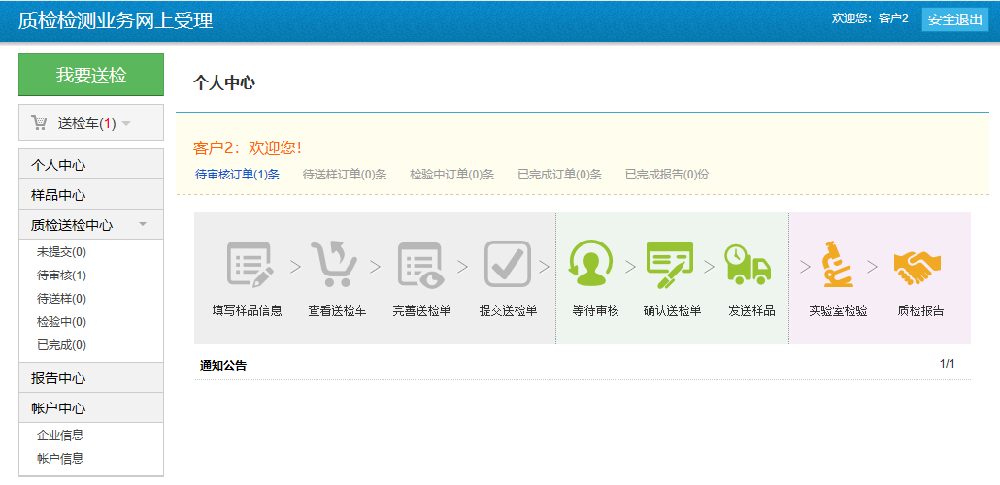 质检检测业务网上受理
欢迎您：客户2
安全退出
我要送检
送检车(1)
个人中心
样品中心
质检送检中心
未提交(0)
待审核(1)
待送样(0)
检验中(0)
已完成(0)
报告中心
帐户中心
企业信息
帐户信息
个人中心
客户2：欢迎您！
待审核订单(1)条 待送样订单(0)条 检验中订单(0)条 已完成订单(0)条 已完成报告(0)份
填写样品信息 查看送检车 完善送检单 提交送检单 等待审核 确认送检单 发送样品 实验室检验 质检报告
通知公告 1/1